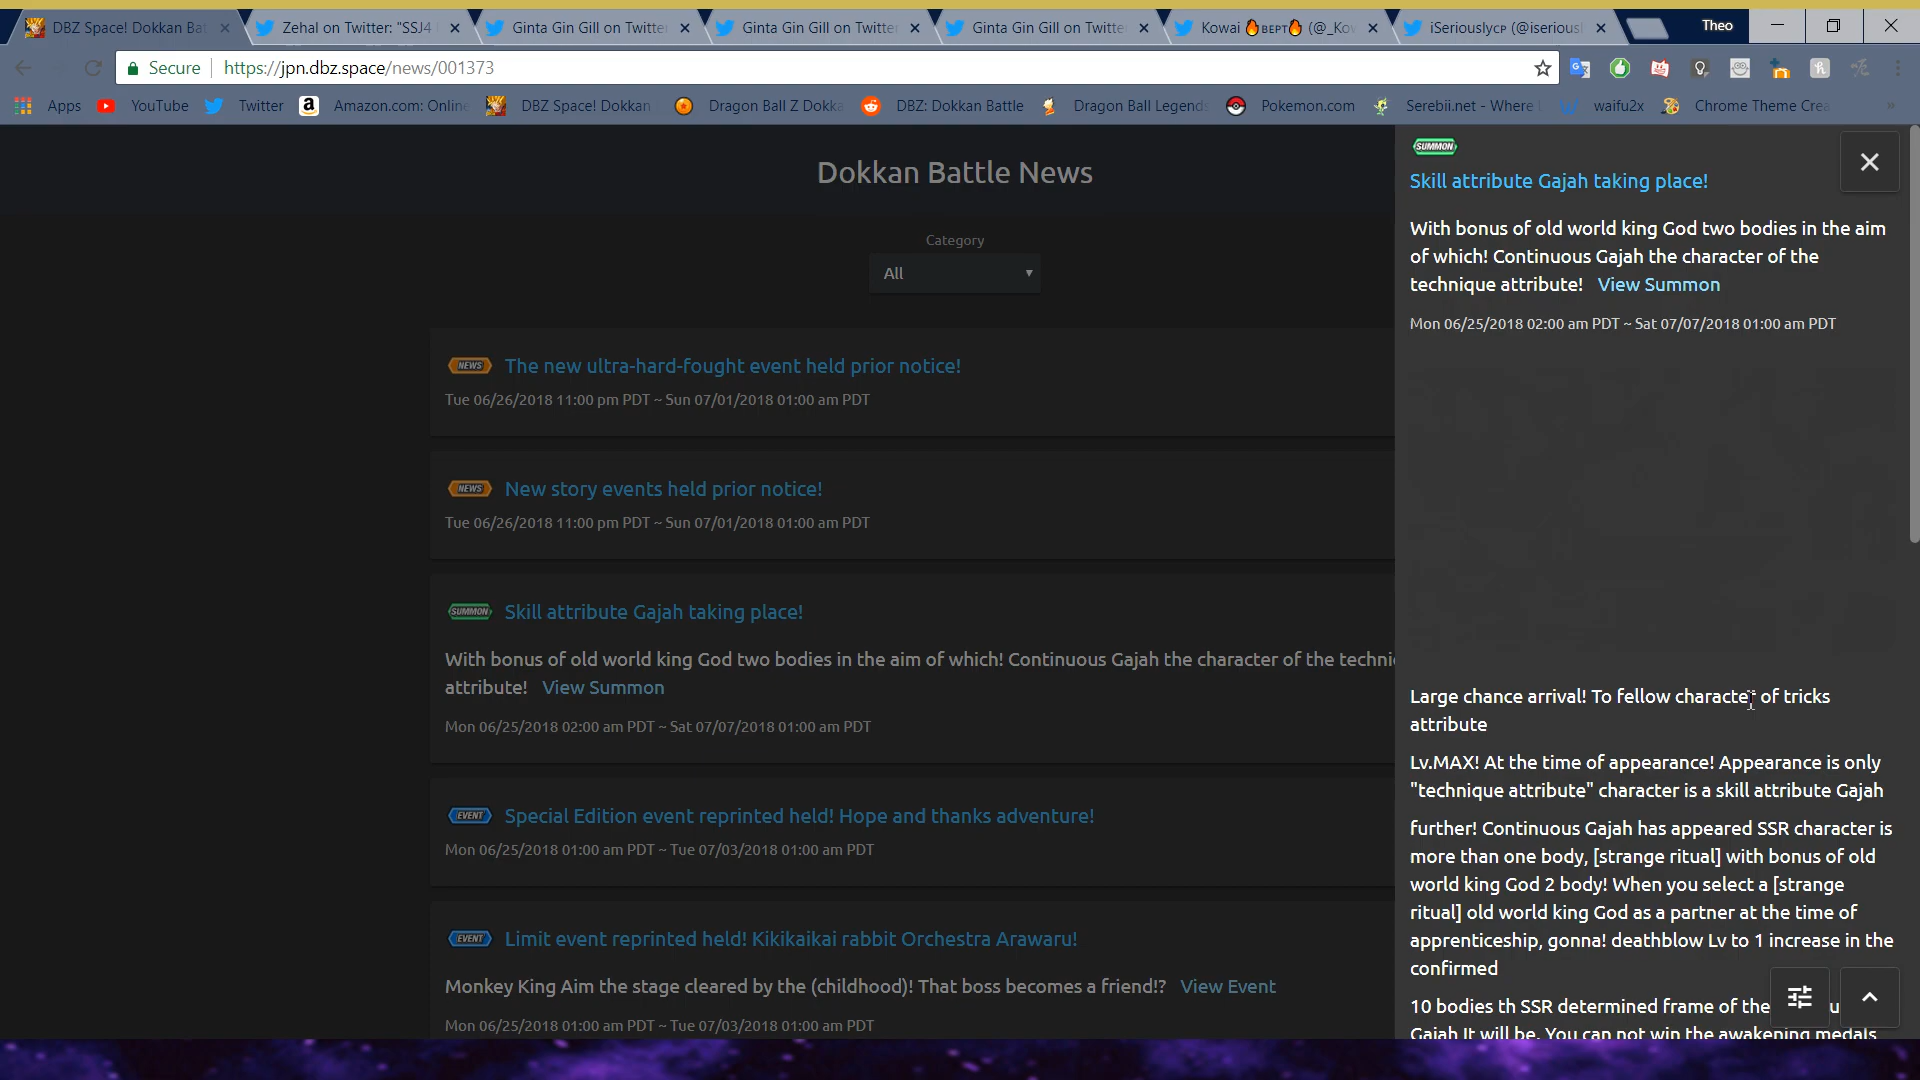 DBZ Space! Dokkan Bat
Zehal on Twitter: "SSJ4
Ginta Gin Gill on Twitter
Ginta Gin Gill on Twitter
Ginta Gin Gill on Twitte
Kowai 🔥ВЕРТ🔥 (@_Ko
iSeriouslyCP (@iseriousl
Theo
Secure https://jpn.dbz.space/news/001373
Apps YouTube Twitter Amazon.com: Online DBZ Space! Dokkan Dragon Ball Z Dokka DBZ: Dokkan Battle Dragon Ball Legends Pokemon.com Serebii.net - Where waifu2x Chrome Theme Crea »
Dokkan Battle News
Category
All
NEWS The new ultra-hard-fought event held prior notice!
Tue 06/26/2018 11:00 pm PDT ~ Sun 07/01/2018 01:00 am PDT
NEWS New story events held prior notice!
Tue 06/26/2018 11:00 pm PDT ~ Sun 07/01/2018 01:00 am PDT
SUMMON Skill attribute Gajah taking place!
With bonus of old world king God two bodies in the aim of which! Continuous Gajah the character of the techni
attribute! View Summon
Mon 06/25/2018 02:00 am PDT ~ Sat 07/07/2018 01:00 am PDT
EVENT Special Edition event reprinted held! Hope and thanks adventure!
Mon 06/25/2018 01:00 am PDT ~ Tue 07/03/2018 01:00 am PDT
EVENT Limit event reprinted held! Kikikaikai rabbit Orchestra Arawaru!
Monkey King Aim the stage cleared by the (childhood)! That boss becomes a friend!? View Event
Mon 06/25/2018 01:00 am PDT ~ Tue 07/03/2018 01:00 am PDT
SUMMON
Skill attribute Gajah taking place!
With bonus of old world king God two bodies in the aim
of which! Continuous Gajah the character of the
technique attribute! View Summon
Mon 06/25/2018 02:00 am PDT ~ Sat 07/07/2018 01:00 am PDT
Large chance arrival! To fellow character of tricks
attribute
Lv.MAX! At the time of appearance! Appearance is only
"technique attribute" character is a skill attribute Gajah
further! Continuous Gajah has appeared SSR character is
more than one body, [strange ritual] with bonus of old
world king God 2 body! When you select a [strange
ritual] old world king God as a partner at the time of
apprenticeship, gonna! deathblow Lv to 1 increase in the
confirmed
10 bodies th SSR determined frame of the
Gajah It will be. You can not win the awakening medals